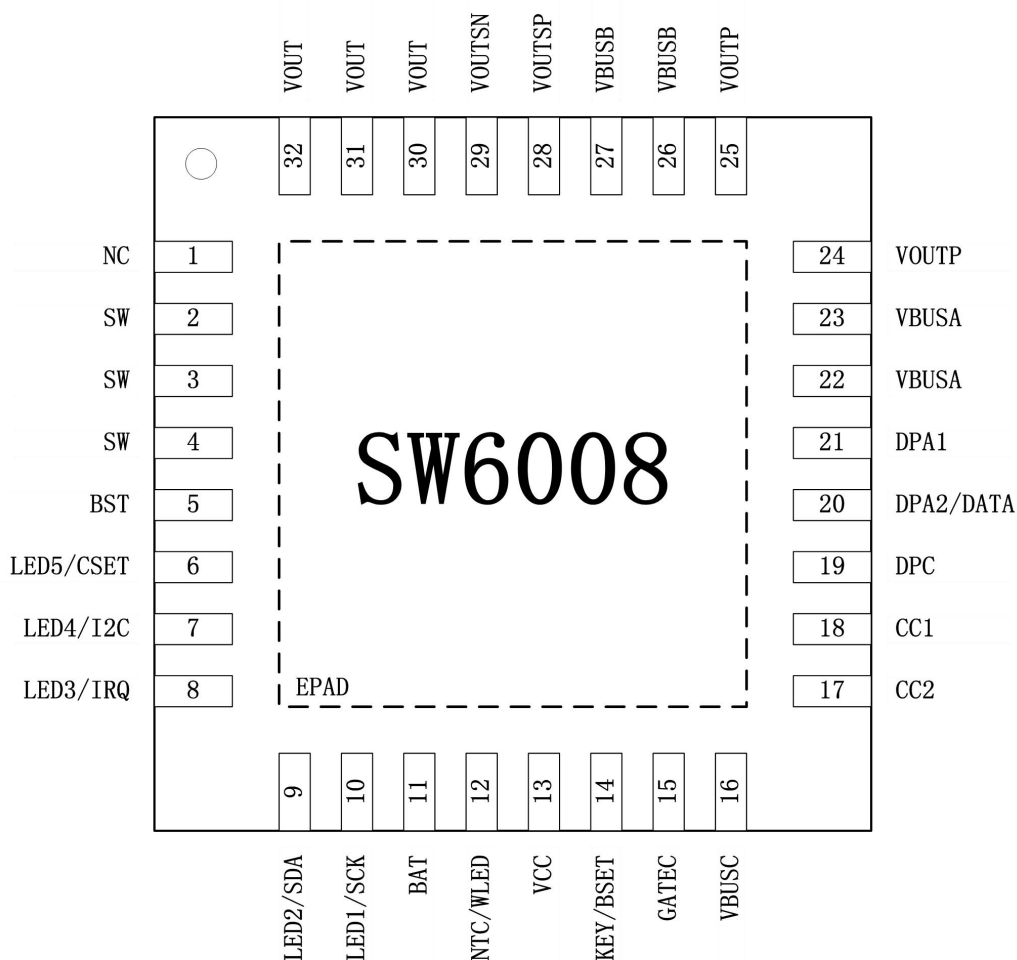 VOUT VOUT VOUT VOUTSN VOUTSP VBUSB VBUSB VOUTP
32 31 30 29 28 27 26 25
NC 1 24 VOUTP
SW 2 23 VBUSA
SW 3 22 VBUSA
SW 4 21 DPA1
SW6008
BST 5 20 DPA2/DATA
LED5/CSET 6 19 DPC
LED4/I2C 7 18 CC1
LED3/IRQ 8 EPAD 17 CC2
9 10 11 12 13 14 15 16
LED2/SDA LED1/SCK BAT NTC/WLED VCC KEY/BSET GATEC VBUSC